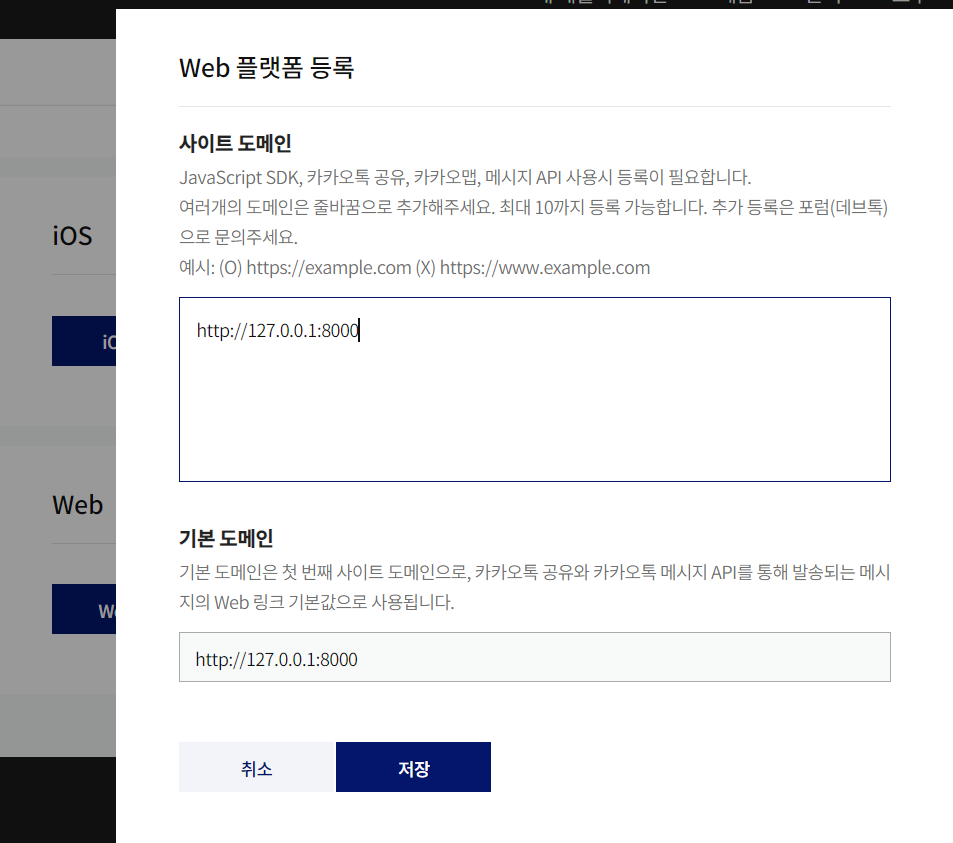 Web 플랫폼 등록
사이트 도메인
JavaScript SDK, 카카오톡 공유, 카카오맵, 메시지 API 사용시 등록이 필요합니다.
여러개의 도메인은 줄바꿈으로 추가해주세요. 최대 10까지 등록 가능합니다. 추가 등록은 포럼(데브톡)
으로 문의주세요.
예시: (O) https://example.com (X) https://www.example.com
iOS
http://127.0.0.1:8000
Web
기본 도메인
기본 도메인은 첫 번째 사이트 도메인으로, 카카오톡 공유와 카카오톡 메시지 API를 통해 발송되는 메시
지의 Web 링크 기본값으로 사용됩니다.
http://127.0.0.1:8000
취소
저장